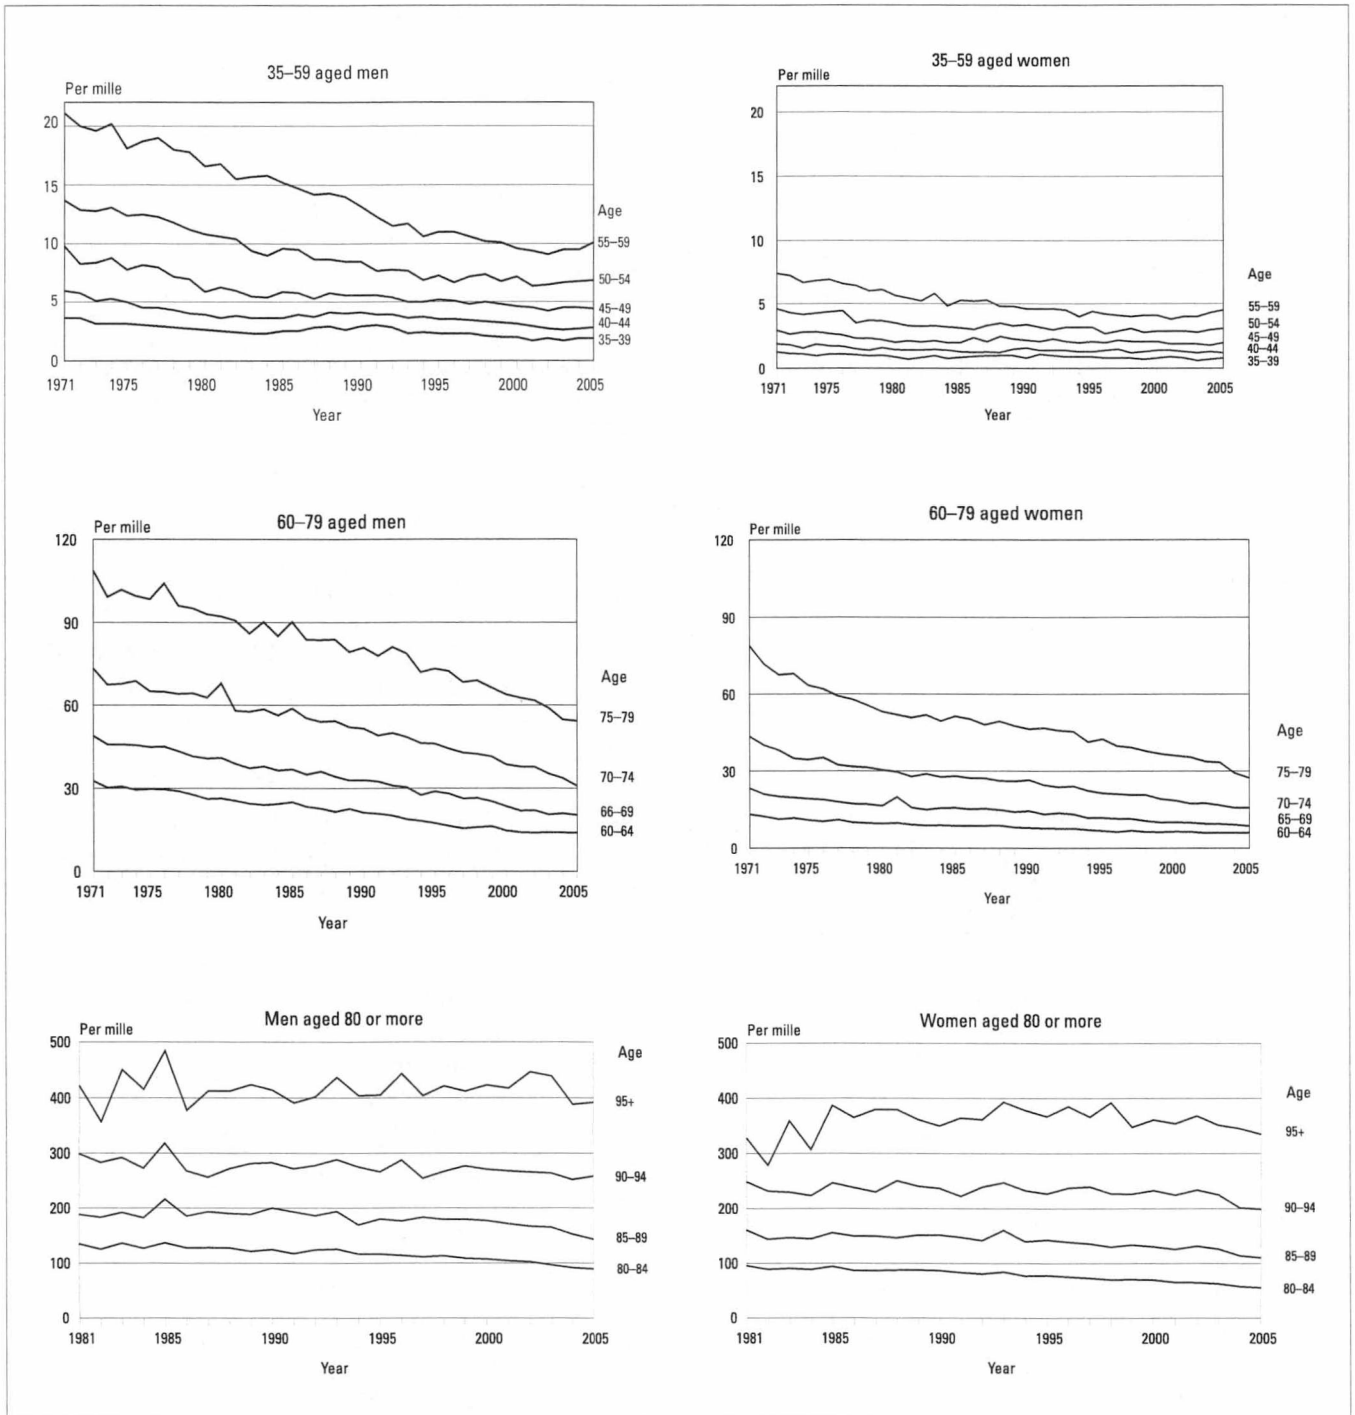 35–59 aged men
Per mille
20
15
10
5
0
Age
55–59
50–54
45–49
40–44
35–39
1971 1975 1980 1985 1990 1995 2000 2005
Year
35–59 aged women
Per mille
20
15
10
5
0
Age
55–59
50–54
45–49
40–44
35–39
1971 1975 1980 1985 1990 1995 2000 2005
Year
60–79 aged men
Per mille
120
90
60
30
0
Age
75–79
70–74
66–69
60–64
1971 1975 1980 1985 1990 1995 2000 2005
Year
60–79 aged women
Per mille
120
90
60
30
0
Age
75–79
70–74
65–69
60–64
1971 1975 1980 1985 1990 1995 2000 2005
Year
Men aged 80 or more
Per mille
500
400
300
200
100
0
Age
95+
90–94
85–89
80–84
1981 1985 1990 1995 2000 2005
Year
Women aged 80 or more
Per mille
500
400
300
200
100
0
Age
95+
90–94
85–89
80–84
1981 1985 1990 1995 2000 2005
Year